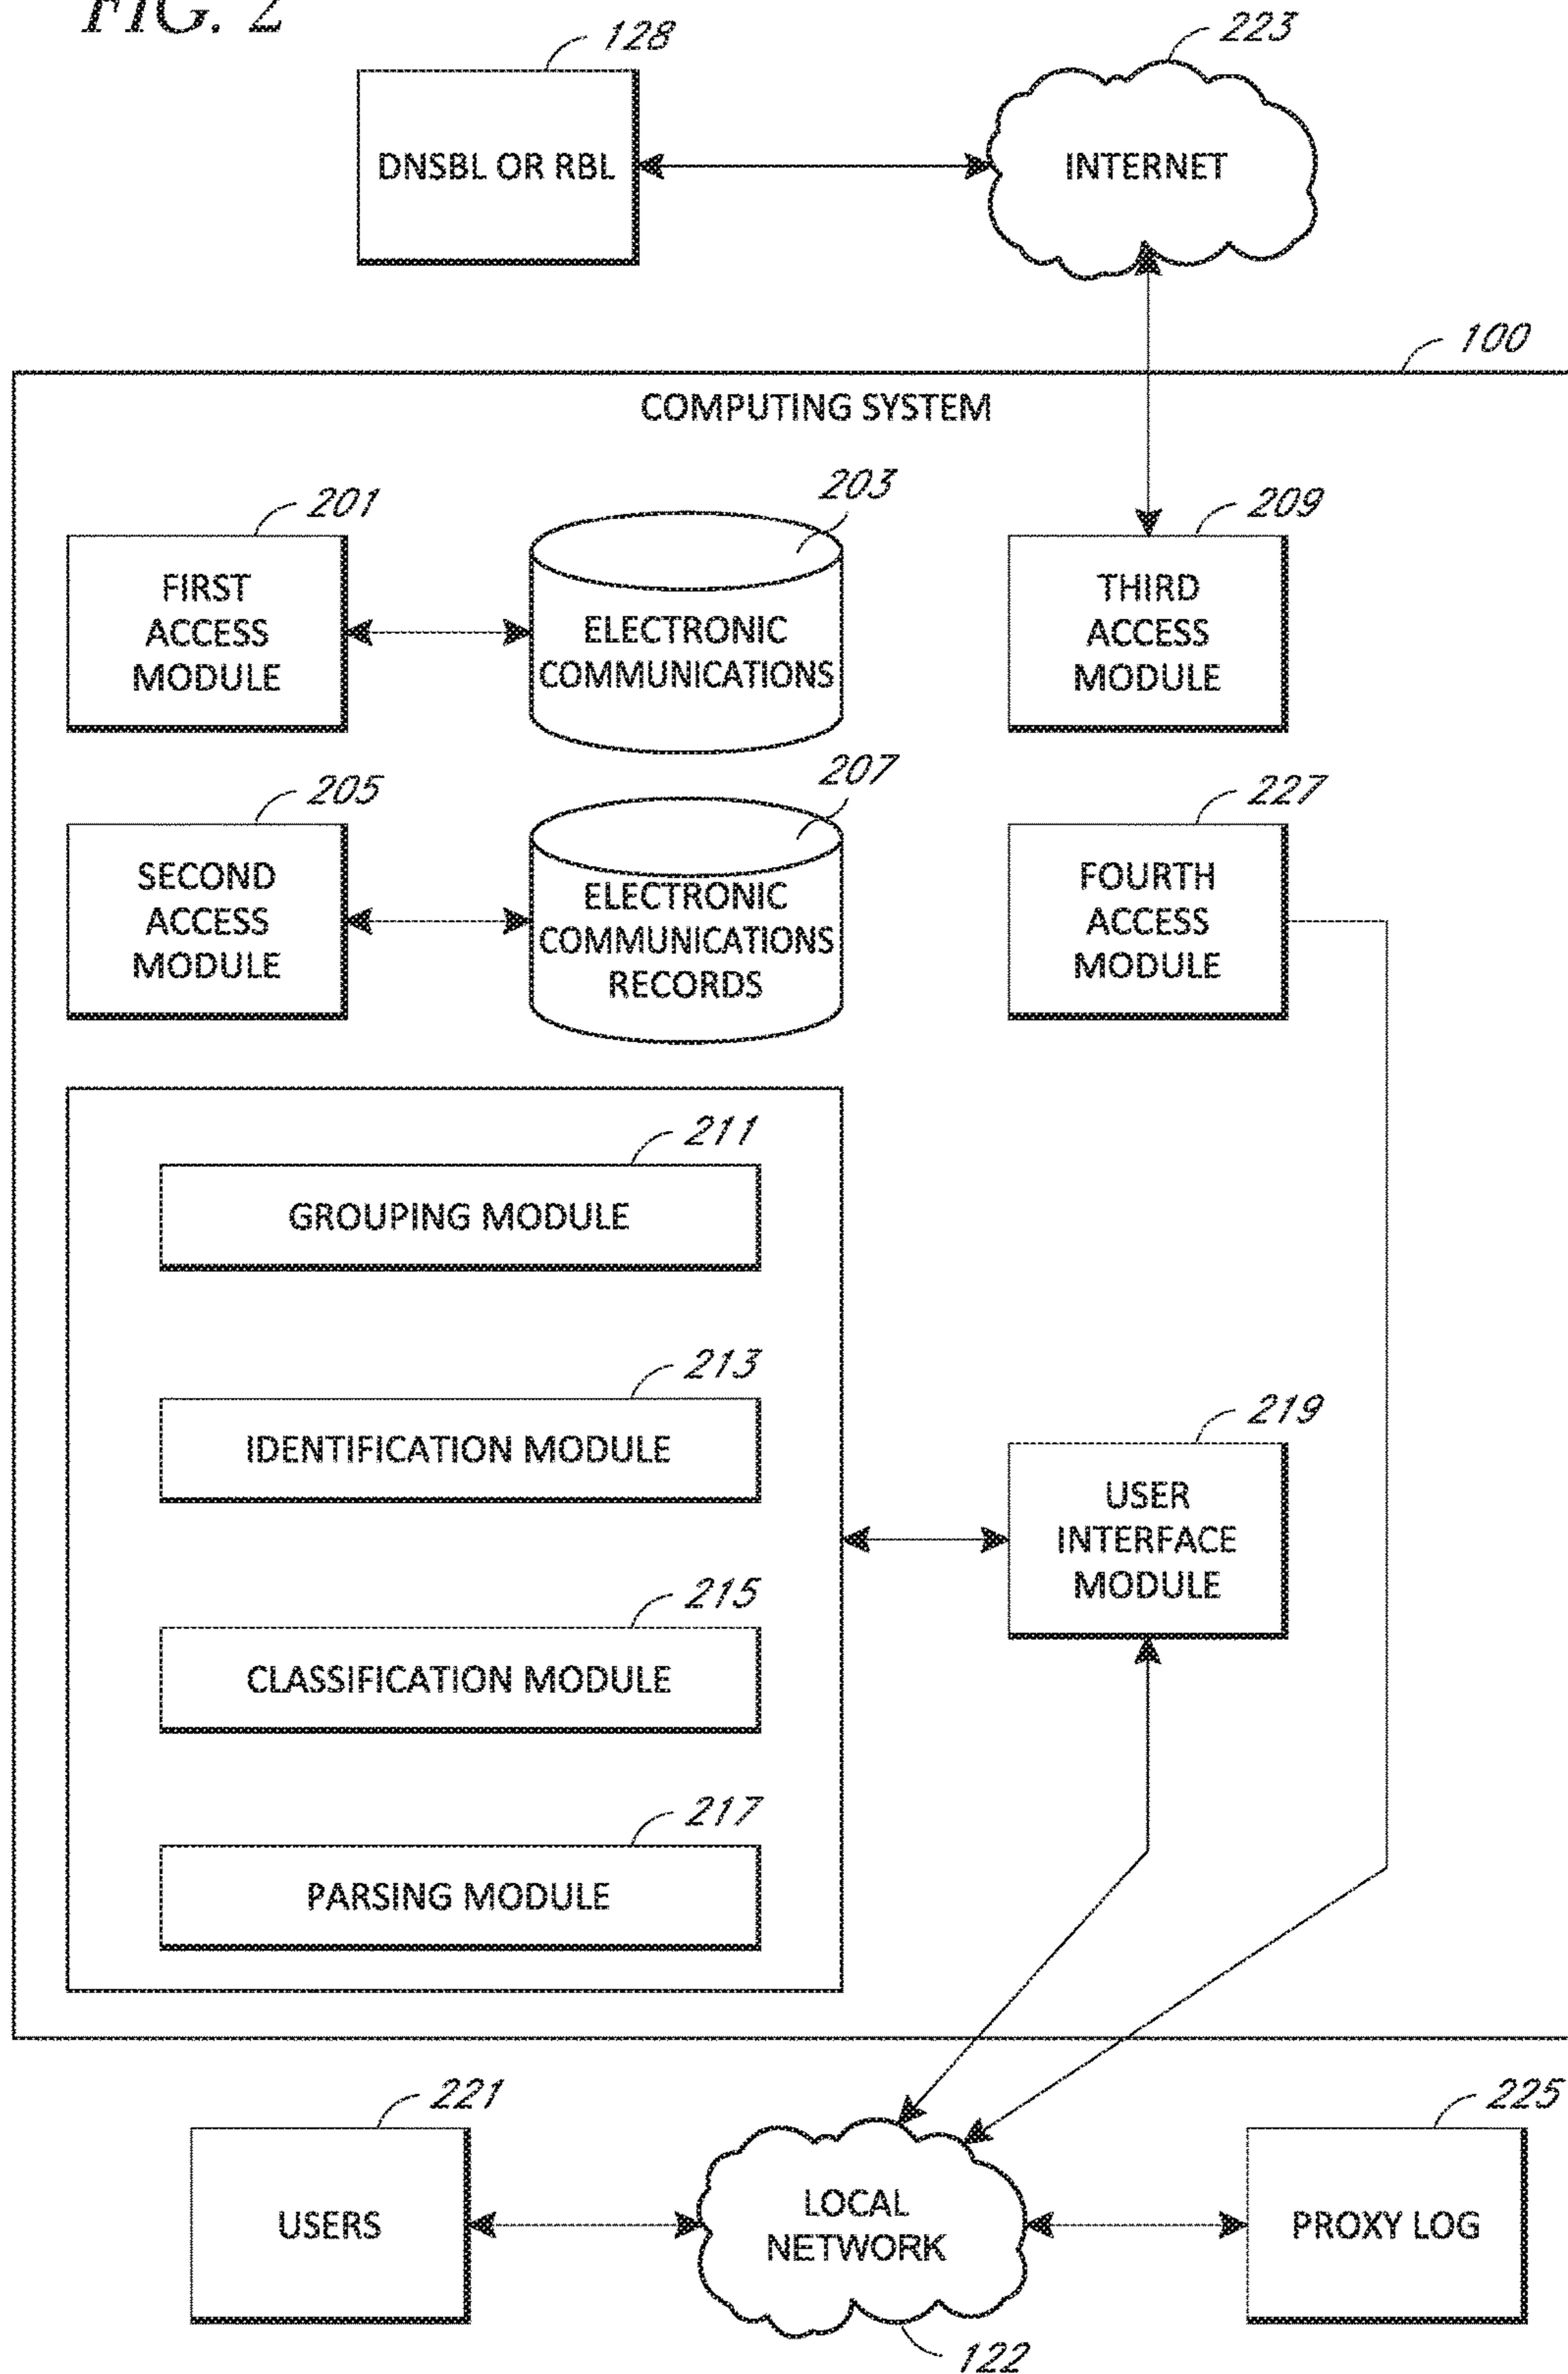 FIG. 2
128
223
DNSBL OR RBL
INTERNET
100
COMPUTING SYSTEM
201
203
209
FIRST
ACCESS
MODULE
ELECTRONIC
COMMUNICATIONS
THIRD
ACCESS
MODULE
205
207
227
SECOND
ACCESS
MODULE
ELECTRONIC
COMMUNICATIONS
RECORDS
FOURTH
ACCESS
MODULE
211
GROUPING MODULE
213
IDENTIFICATION MODULE
219
USER
INTERFACE
MODULE
215
CLASSIFICATION MODULE
217
PARSING MODULE
221
225
USERS
LOCAL
NETWORK
PROXY LOG
122